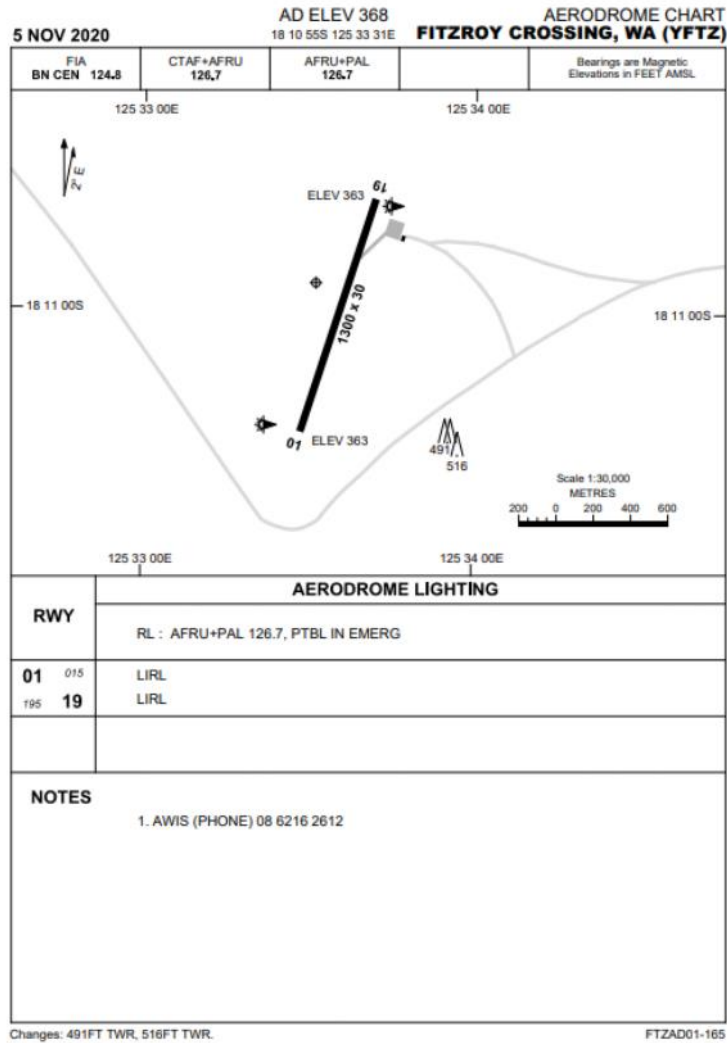 AD ELEV 368
AERODROME CHART
5 NOV 2020
18 10 55S 125 33 31E
FITZROY CROSSING, WA (YFTZ)
FIA
BN CEN 124.8
CTAF+AFRU
126.7
AFRU+PAL
126.7
Bearings are Magnetic
Elevations in FEET AMSL
125 33 00E
125 34 00E
2° E
ELEV 363
19
18 11 00S
18 11 00S
1300 x 30
01
ELEV 363
491
516
Scale 1:30,000
METRES
200 0 200 400 600
125 33 00E
125 34 00E
RWY
AERODROME LIGHTING
RL : AFRU+PAL 126.7, PTBL IN EMERG
01 015 LIRL
195 19 LIRL
NOTES
1. AWIS (PHONE) 08 6216 2612
Changes: 491FT TWR, 516FT TWR.
FTZAD01-165